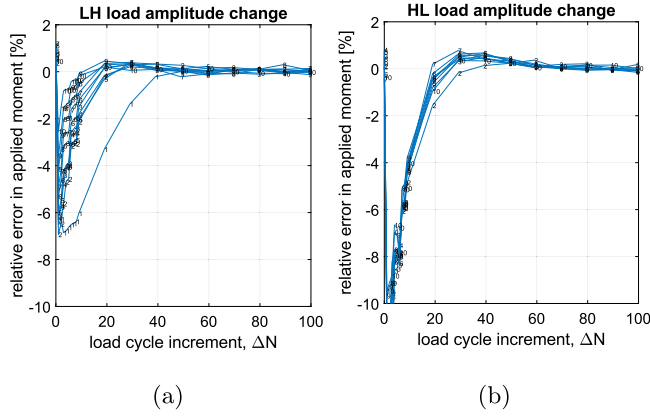 LH load amplitude change
relative error in applied moment [%]
2
0
-2
-4
-6
-8
-10
0 20 40 60 80 100
load cycle increment, ΔN
(a)
HL load amplitude change
relative error in applied moment [%]
2
0
-2
-4
-6
-8
-10
0 20 40 60 80 100
load cycle increment, ΔN
(b)